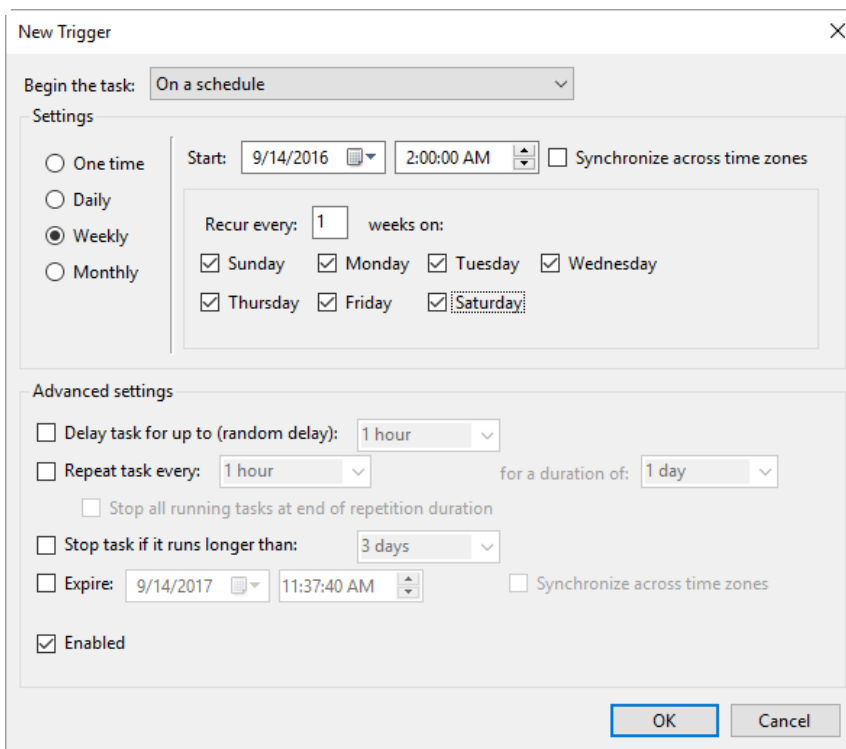 New Trigger
Begin the task: On a schedule
Settings
One time
Start: 9/14/2016 2:00:00 AM Synchronize across time zones
Daily
Recur every: 1 weeks on:
Weekly
Sunday Monday Tuesday Wednesday
Monthly
Thursday Friday Saturday
Advanced settings
Delay task for up to (random delay): 1 hour
Repeat task every: 1 hour for a duration of: 1 day
Stop all running tasks at end of repetition duration
Stop task if it runs longer than: 3 days
Expire: 9/14/2017 11:37:40 AM Synchronize across time zones
Enabled
OK Cancel